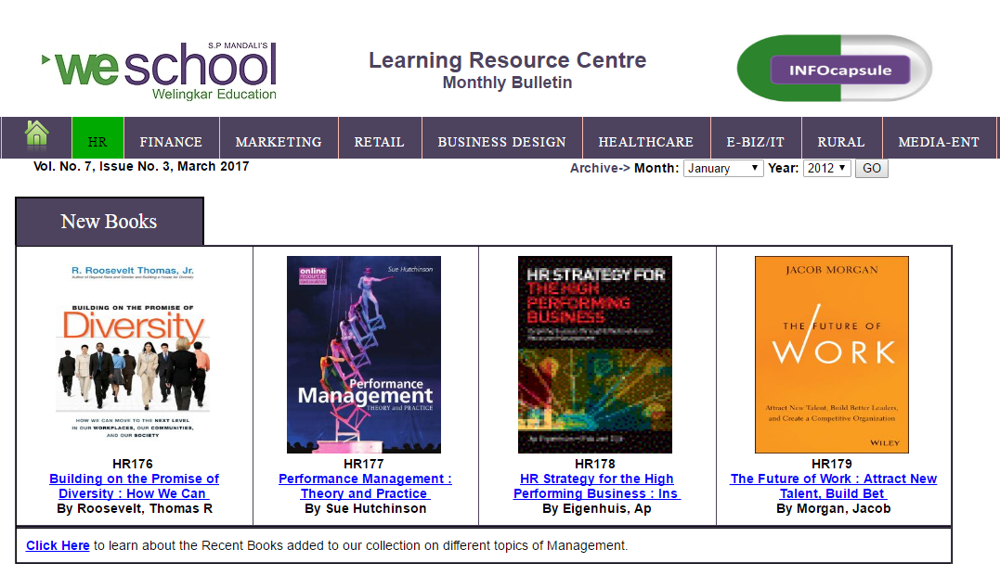 S.P MANDALI'S
weschool
Welingkar Education
Learning Resource Centre
Monthly Bulletin
INFOcapsule
HR FINANCE MARKETING RETAIL BUSINESS DESIGN HEALTHCARE E-BIZ/IT RURAL MEDIA-ENT
Vol. No. 7, Issue No. 3, March 2017
Archive-> Month: January Year: 2012 GO
New Books
R. Roosevelt Thomas, Jr.
BUILDING ON THE PROMISE OF
Diversity
HOW WE CAN MOVE TO THE NEXT LEVEL
IN OUR WORKPLACES, OUR COMMUNITIES,
AND OUR SOCIETY
HR176
Building on the Promise of
Diversity : How We Can
By Roosevelt, Thomas R
online
resources
Sue Hutchinson
Performance
Management
THEORY and PRACTICE
HR177
Performance Management :
Theory and Practice
By Sue Hutchinson
HR STRATEGY FOR
THE HIGH
PERFORMING
BUSINESS
HR178
HR Strategy for the High
Performing Business : Ins
By Eigenhuis, Ap
JACOB MORGAN
THE FUTURE OF
WORK
Attract New Talent, Build Better Leaders,
and Create a Competitive Organization
WILEY
HR179
The Future of Work : Attract New
Talent, Build Bet
By Morgan, Jacob
Click Here to learn about the Recent Books added to our collection on different topics of Management.